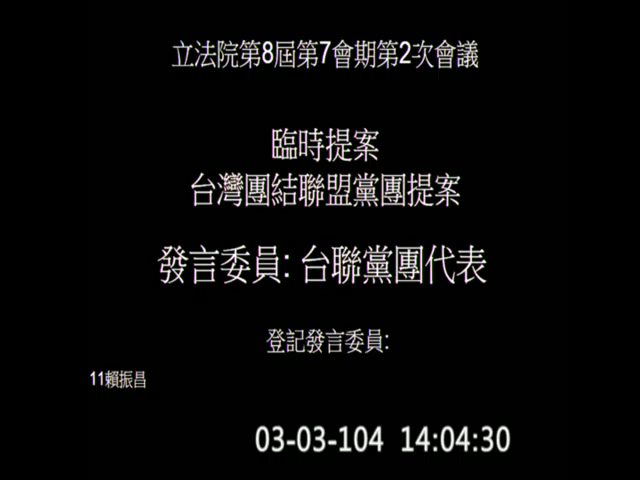 立法院第8屆第7會期第2次會議
臨時提案
台灣團結聯盟黨團提案
發言委員: 台聯黨團代表
登記發言委員:
11賴振昌
03-03-104 14:04:30